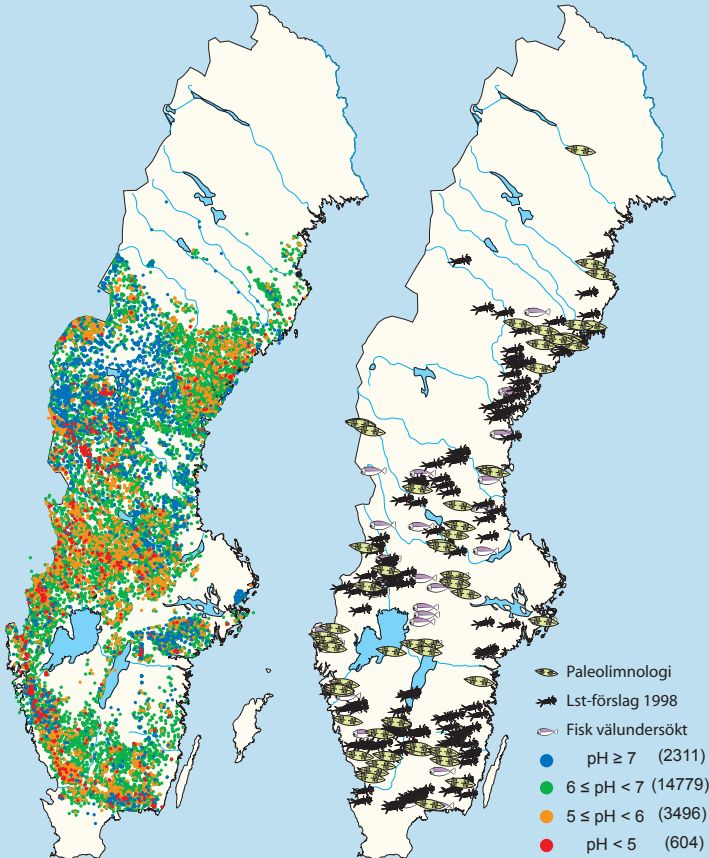 Paleolimnologi
Lst-förslag 1998
Fisk välundersökt
pH ≥ 7 (2311)
6 ≤ pH < 7 (14779)
5 ≤ pH < 6 (3496)
pH < 5 (604)